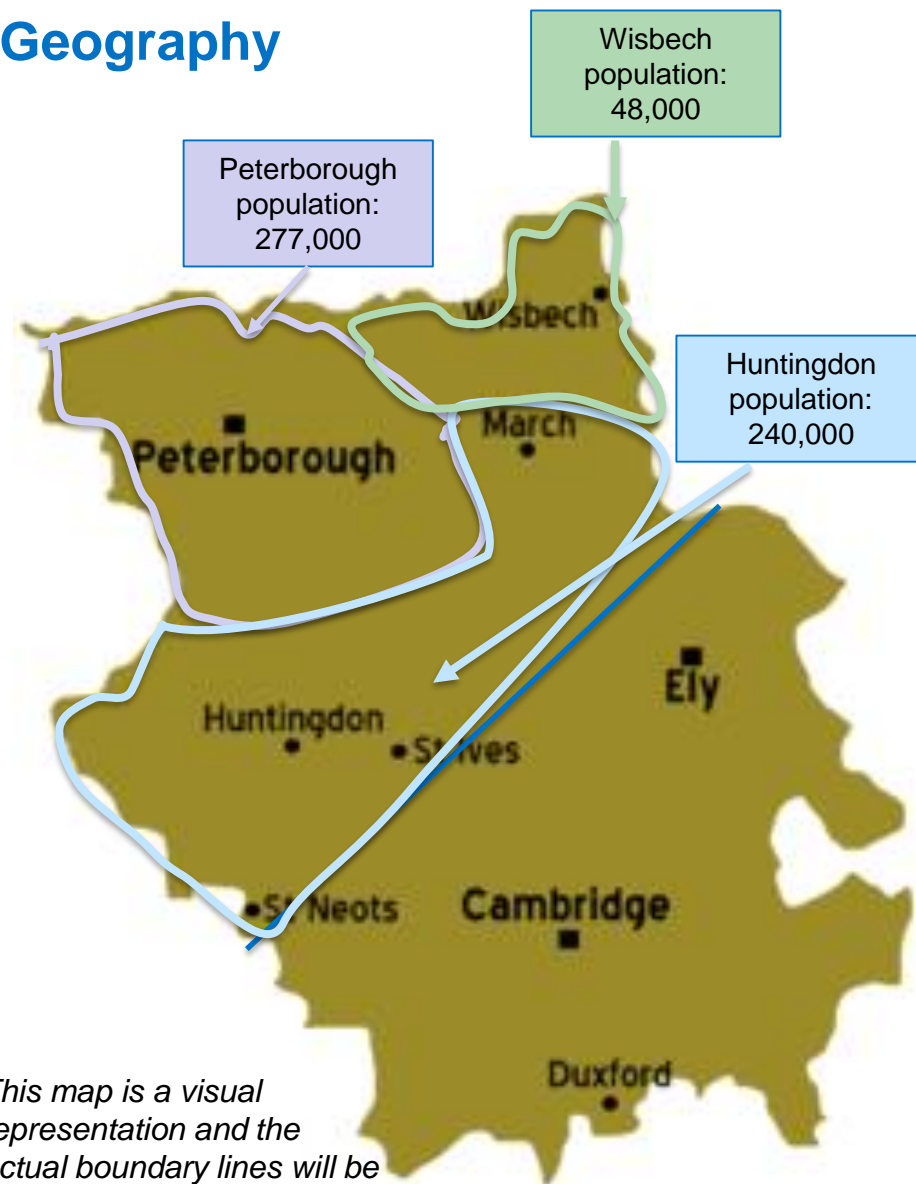 Geography
Wisbech
population:
48,000
Peterborough
population:
277,000
Wisbech
Huntingdon
population:
240,000
March
Peterborough
Ely
Huntingdon
St Ives
St Neots
Cambridge
Duxford
This map is a visual
representation and the
actual boundary lines will be